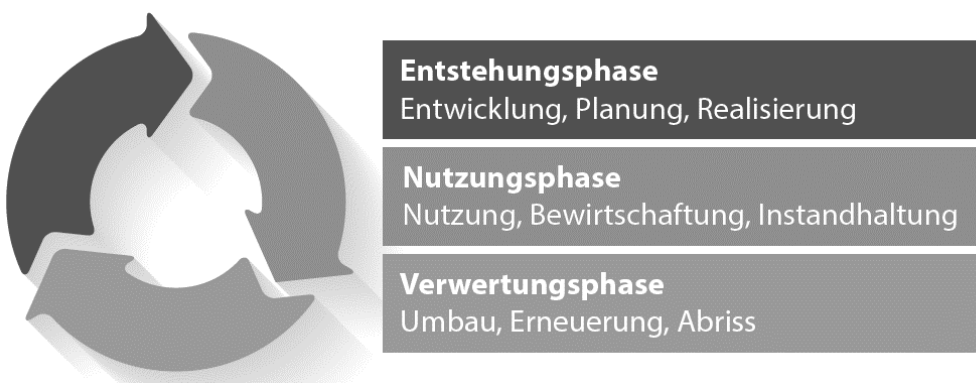 Entstehungsphase
Entwicklung, Planung, Realisierung
Nutzungsphase
Nutzung, Bewirtschaftung, Instandhaltung
Verwertungsphase
Umbau, Erneuerung, Abriss